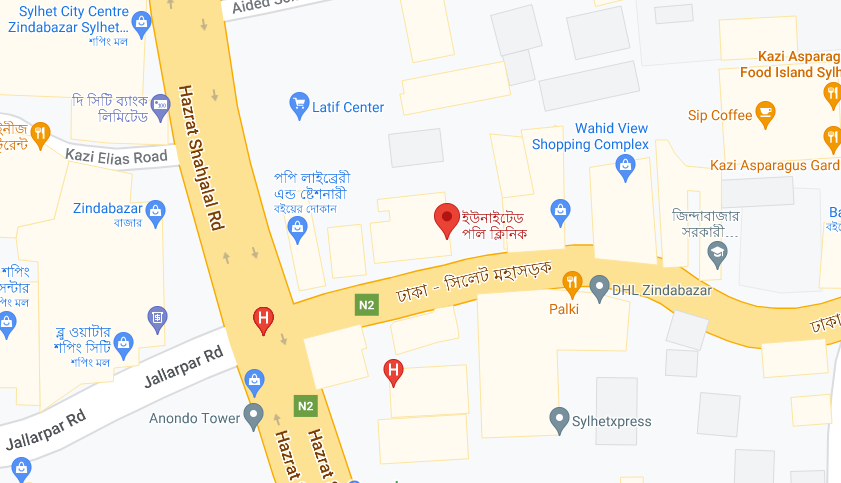 Sylhet City Centre
Zindabazar Sylhet...
শপিং মল
Aided
Kazi Asparag
Food Island Sylh
দি সিটি ব্যাংক
লিমিটেড
Hazrat Shahjalal Rd
Latif Center
Sip Coffee
Wahid View
Shopping Complex
Kazi Elias Road
Kazi Asparagus Gard
পপি লাইব্রেরী
এন্ড ষ্টেশনারী
বইয়ের দোকান
Zindabazar
বাজার
ইউনাইটেড
পলি ক্লিনিক
জিন্দাবাজার
সরকারী...
শপিং
শপিং মল
ঢাকা - সিলেট মহাসড়ক
N2
Palki
DHL Zindabazar
ঢাকা
H
ব্লু ওয়াটার
শপিং সিটি
শপিং মল
Jallarpar Rd
H
N2
Anondo Tower
Sylhetxpress
Jallarpar Rd
Hazrat
Hazrat